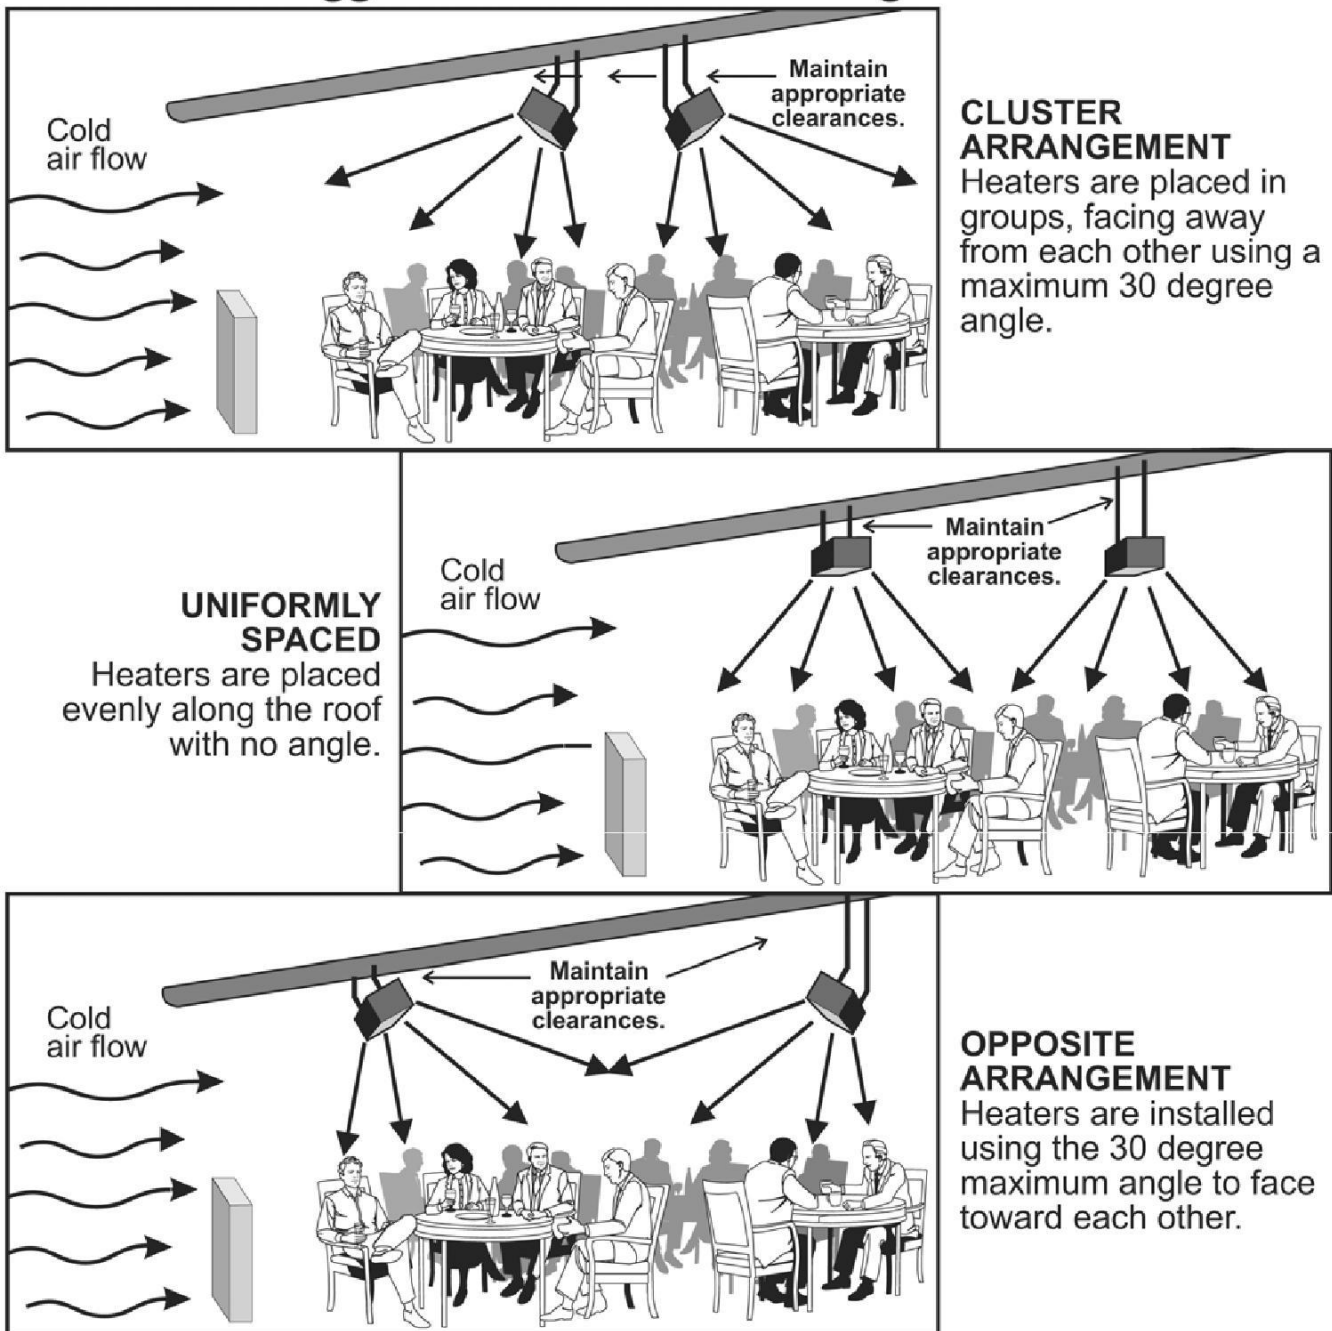 Maintain
appropriate
clearances.
Cold
air flow
CLUSTER
ARRANGEMENT
Heaters are placed in
groups, facing away
from each other using a
maximum 30 degree
angle.
Maintain
appropriate
clearances.
Cold
air flow
UNIFORMLY
SPACED
Heaters are placed
evenly along the roof
with no angle.
Maintain
appropriate
clearances.
Cold
air flow
OPPOSITE
ARRANGEMENT
Heaters are installed
using the 30 degree
maximum angle to face
toward each other.